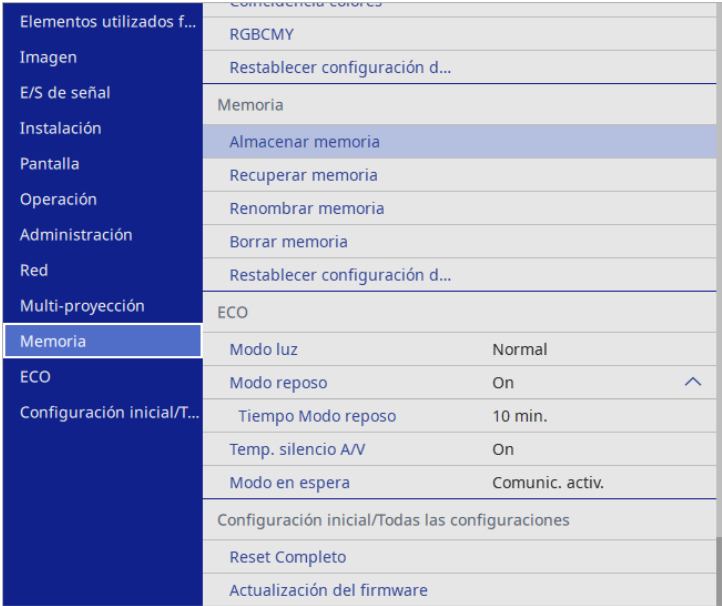 Elementos utilizados f...
Imagen
E/S de señal
Instalación
Pantalla
Operación
Administración
Red
Multi-proyección
Memoria
ECO
Configuración inicial/T...
Coincidencia colores
RGBCMY
Restablecer configuración d...
Memoria
Almacenar memoria
Recuperar memoria
Renombrar memoria
Borrar memoria
Restablecer configuración d...
ECO
Modo luz Normal
Modo reposo On
Tiempo Modo reposo 10 min.
Temp. silencio A/V On
Modo en espera Comunic. activ.
Configuración inicial/Todas las configuraciones
Reset Completo
Actualización del firmware